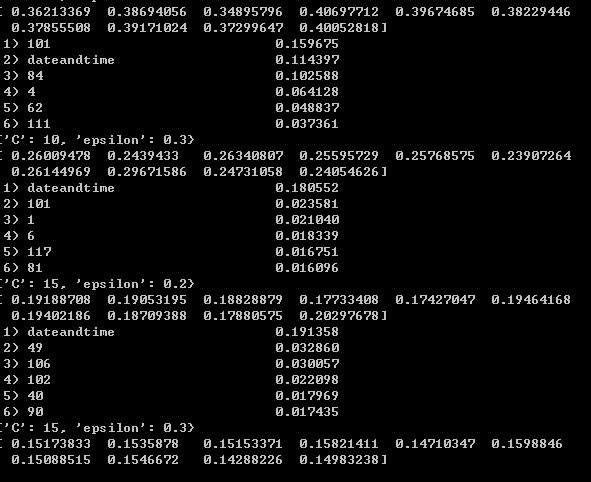 [ 0.36213369 0.38694056 0.34895796 0.40697712 0.39674685 0.38229446
0.37855508 0.39171024 0.37299647 0.40052818]
1) 101 0.159675
2) dateandtime 0.114397
3) 84 0.102588
4) 4 0.064128
5) 62 0.048837
6) 111 0.037361
{'C': 10, 'epsilon': 0.3}
[ 0.26009478 0.2439433 0.26340807 0.25595729 0.25768575 0.23907264
0.26144969 0.29671586 0.24731058 0.24054626]
1) dateandtime 0.180552
2) 101 0.023581
3) 1 0.021040
4) 6 0.018339
5) 117 0.016751
6) 81 0.016096
{'C': 15, 'epsilon': 0.2}
[ 0.19188708 0.19053195 0.18828879 0.17733408 0.17427047 0.19464168
0.19402186 0.18709388 0.17880575 0.20297678]
1) dateandtime 0.191358
2) 49 0.032860
3) 106 0.030057
4) 102 0.022098
5) 40 0.017969
6) 90 0.017435
{'C': 15, 'epsilon': 0.3}
[ 0.15173833 0.1535878 0.15153371 0.15821411 0.14710347 0.1598846
0.15088515 0.1546672 0.14288226 0.14983238]